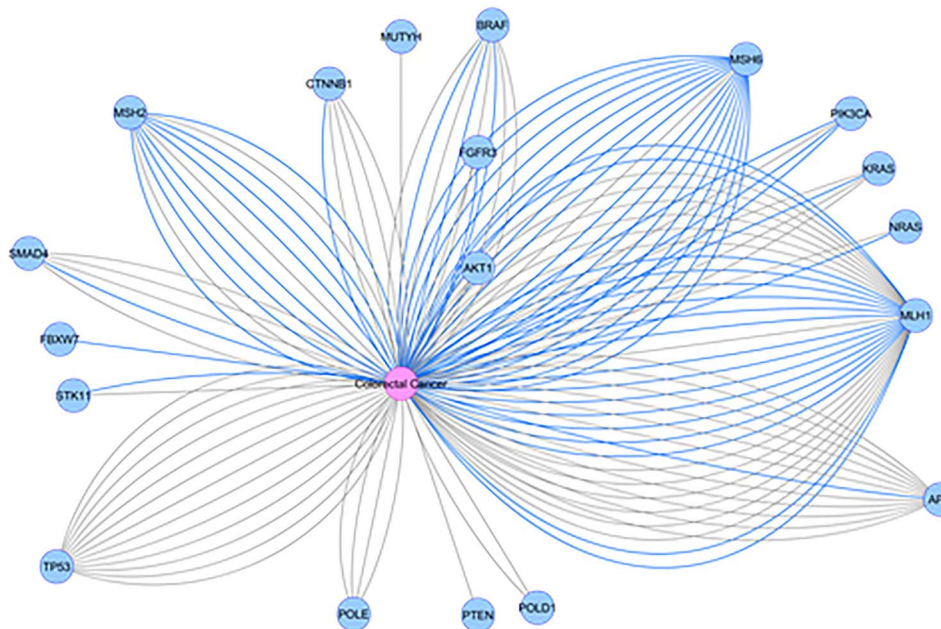 BRAF
MUTYH
MSH6
CTNNB1
MSH2
PIK3CA
FGFR3
KRAS
NRAS
SMAD4
AKT1
MLH1
FBXW7
Colorectal Cancer
STK11
TP53
POLD1
POLE
PTEN